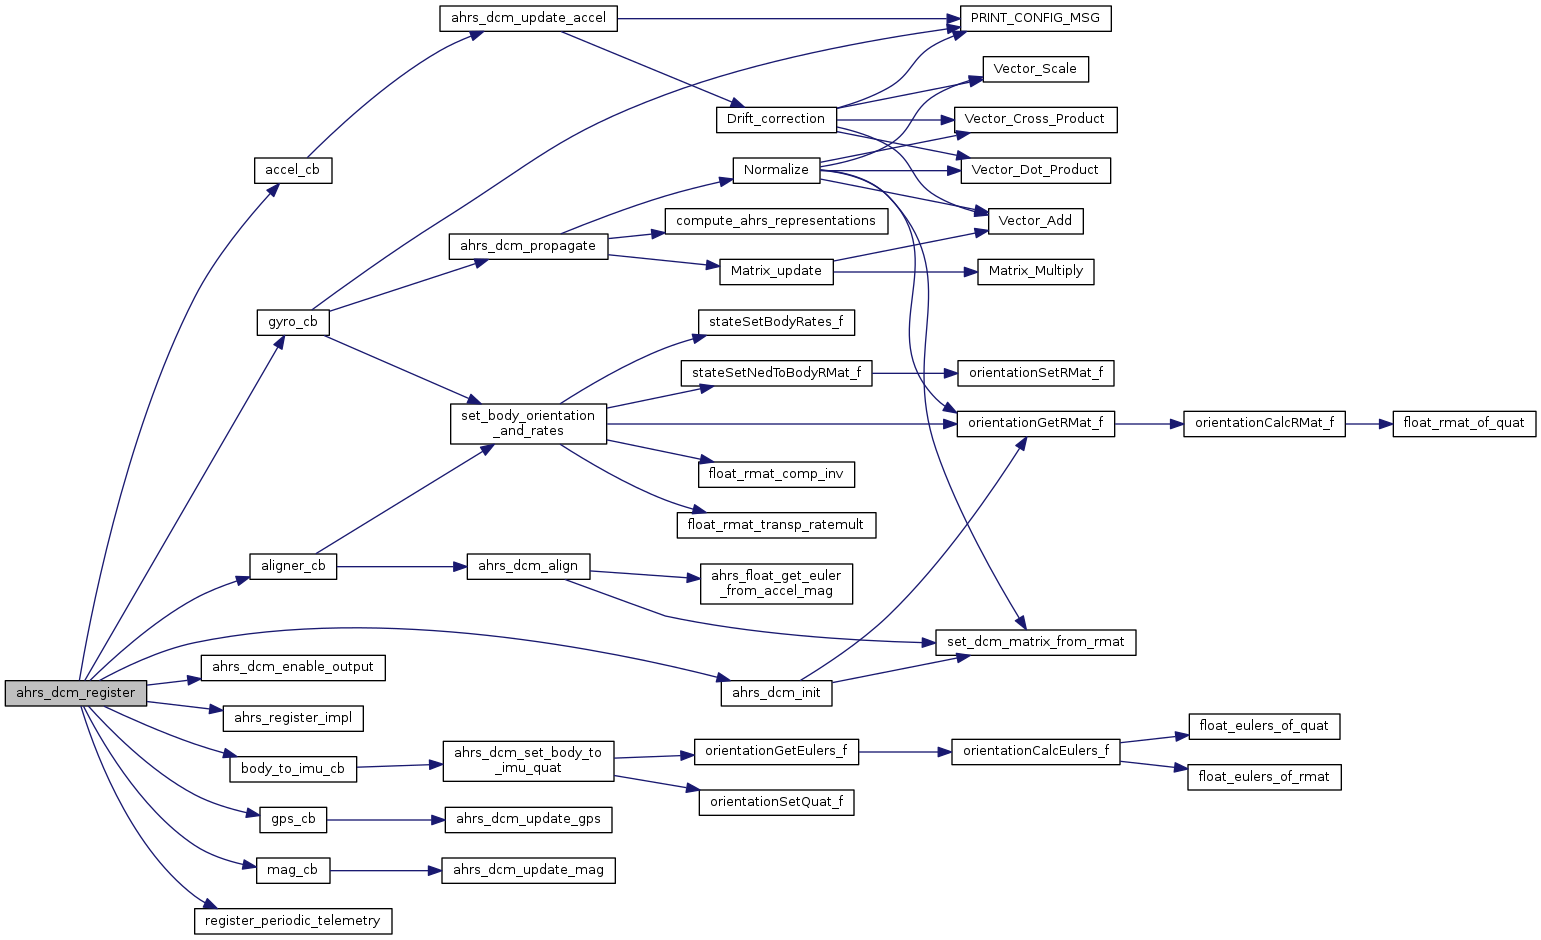 ahrs_dcm_register
accel_cb
gyro_cb
aligner_cb
ahrs_dcm_enable_output
ahrs_register_impl
body_to_imu_cb
gps_cb
mag_cb
register_periodic_telemetry
ahrs_dcm_update_accel
ahrs_dcm_propagate
set_body_orientation
_and_rates
ahrs_dcm_align
ahrs_dcm_set_body_to
_imu_quat
ahrs_dcm_update_gps
ahrs_dcm_update_mag
Drift_correction
Normalize
compute_ahrs_representations
Matrix_update
stateSetBodyRates_f
stateSetNedToBodyRMat_f
float_rmat_comp_inv
float_rmat_transp_ratemult
ahrs_float_get_euler
_from_accel_mag
ahrs_dcm_init
orientationGetEulers_f
orientationSetQuat_f
PRINT_CONFIG_MSG
Vector_Scale
Vector_Cross_Product
Vector_Dot_Product
Vector_Add
Matrix_Multiply
orientationSetRMat_f
orientationGetRMat_f
set_dcm_matrix_from_rmat
orientationCalcEulers_f
orientationCalcRMat_f
float_eulers_of_quat
float_eulers_of_rmat
float_rmat_of_quat